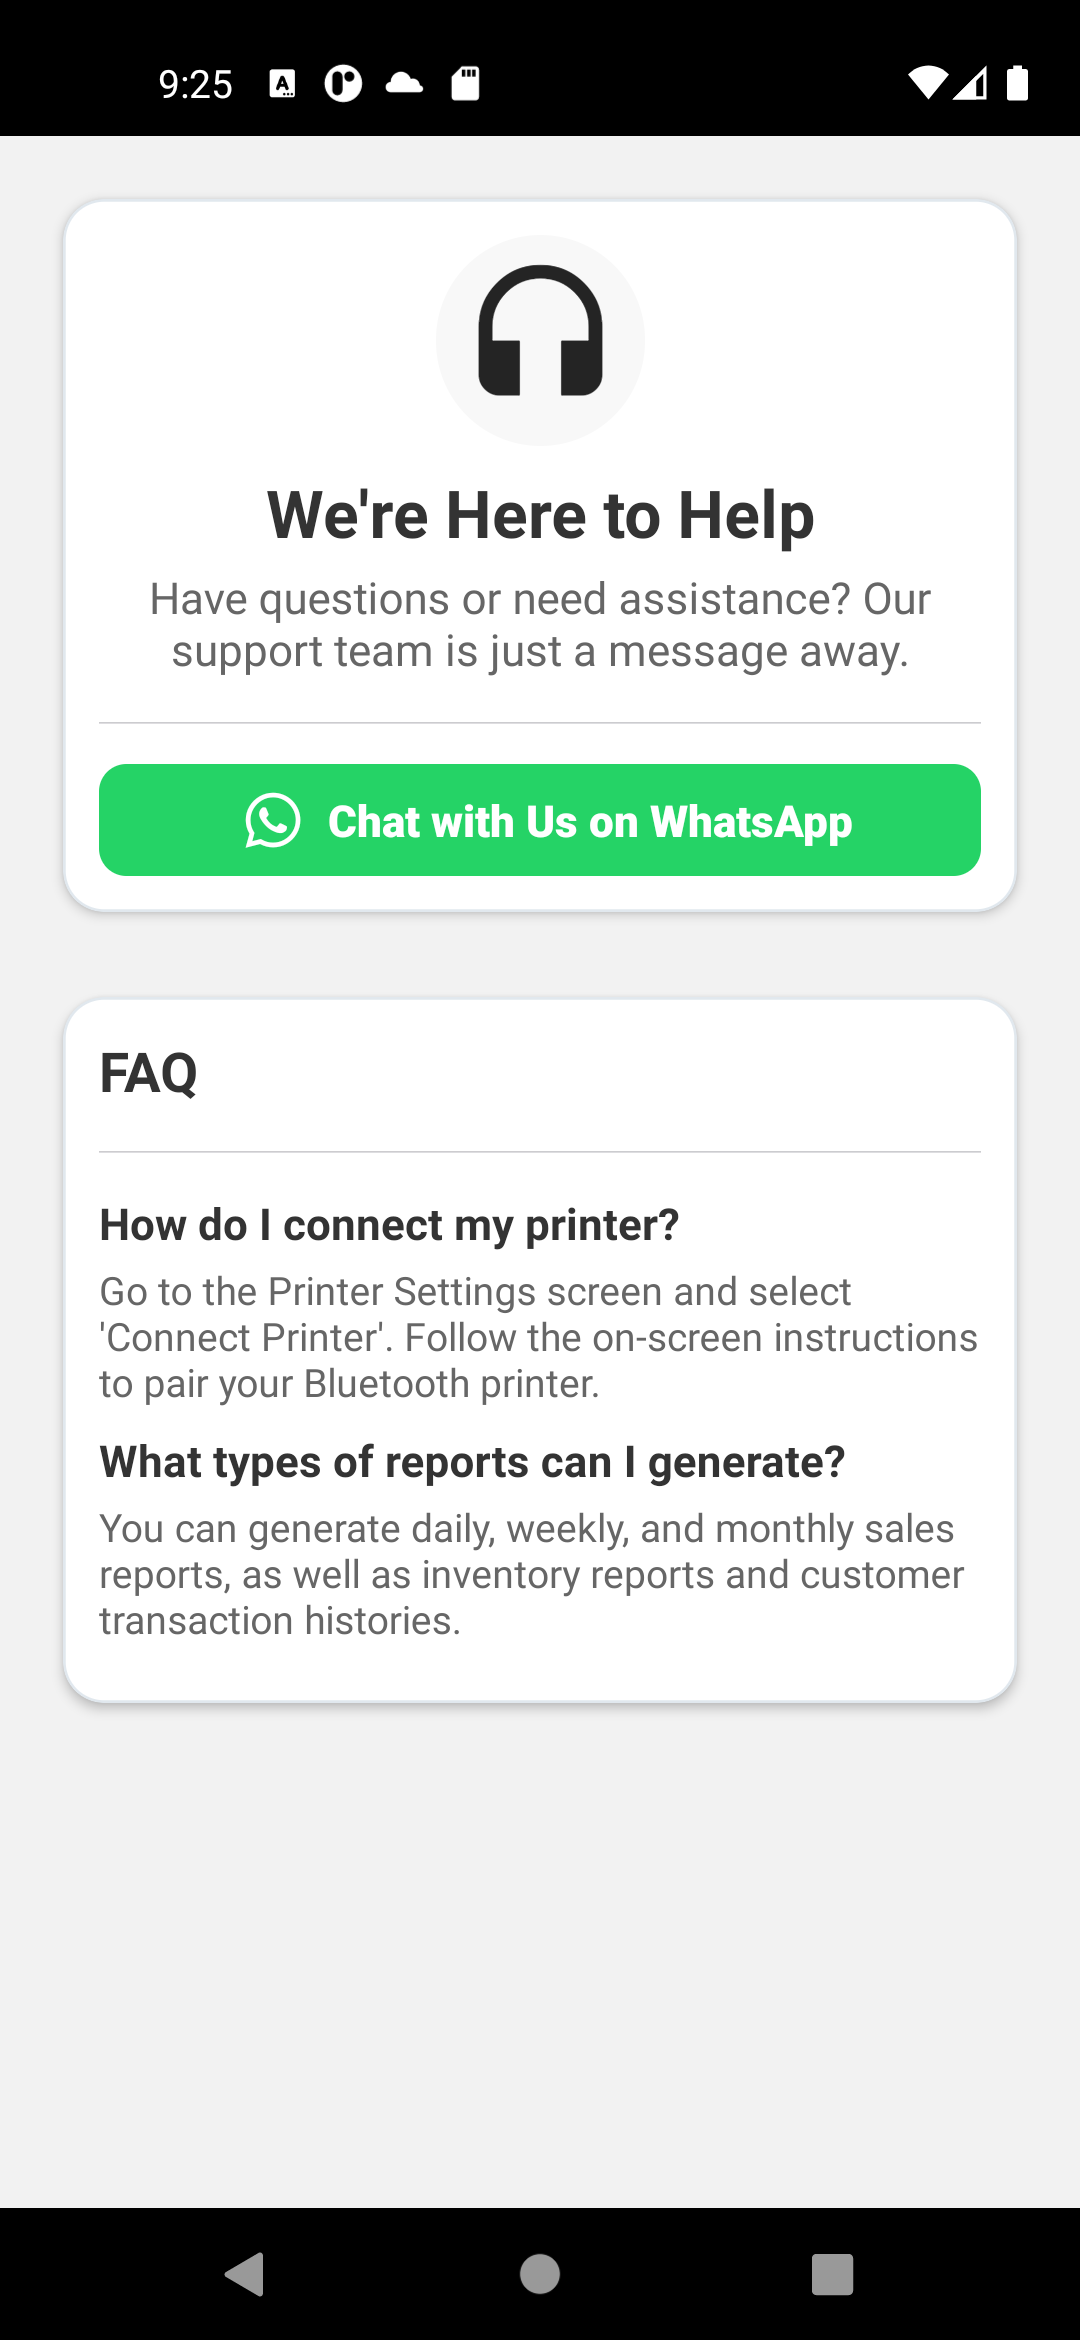 9:25
We're Here to Help
Have questions or need assistance? Our
support team is just a message away.
Chat with Us on WhatsApp
FAQ
How do I connect my printer?
Go to the Printer Settings screen and select
'Connect Printer'. Follow the on-screen instructions
to pair your Bluetooth printer.
What types of reports can I generate?
You can generate daily, weekly, and monthly sales
reports, as well as inventory reports and customer
transaction histories.